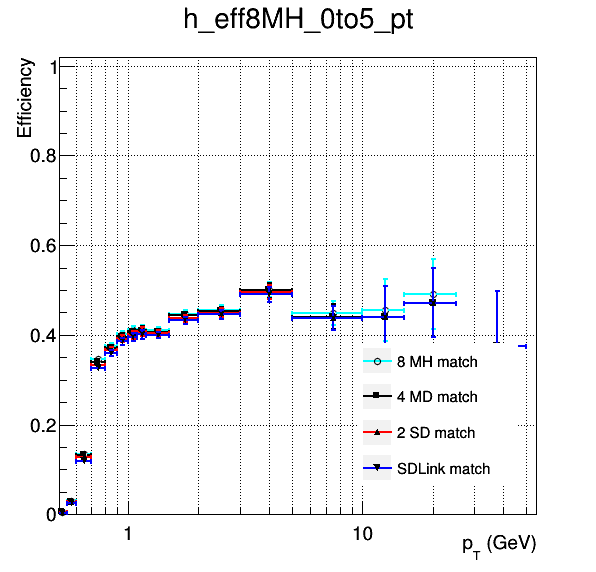 h_eff8MH_0to5_pt
Efficiency
1
0.8
0.6
0.4
0.2
0
8 MH match
4 MD match
2 SD match
SDLink match
1
10
p_T (GeV)